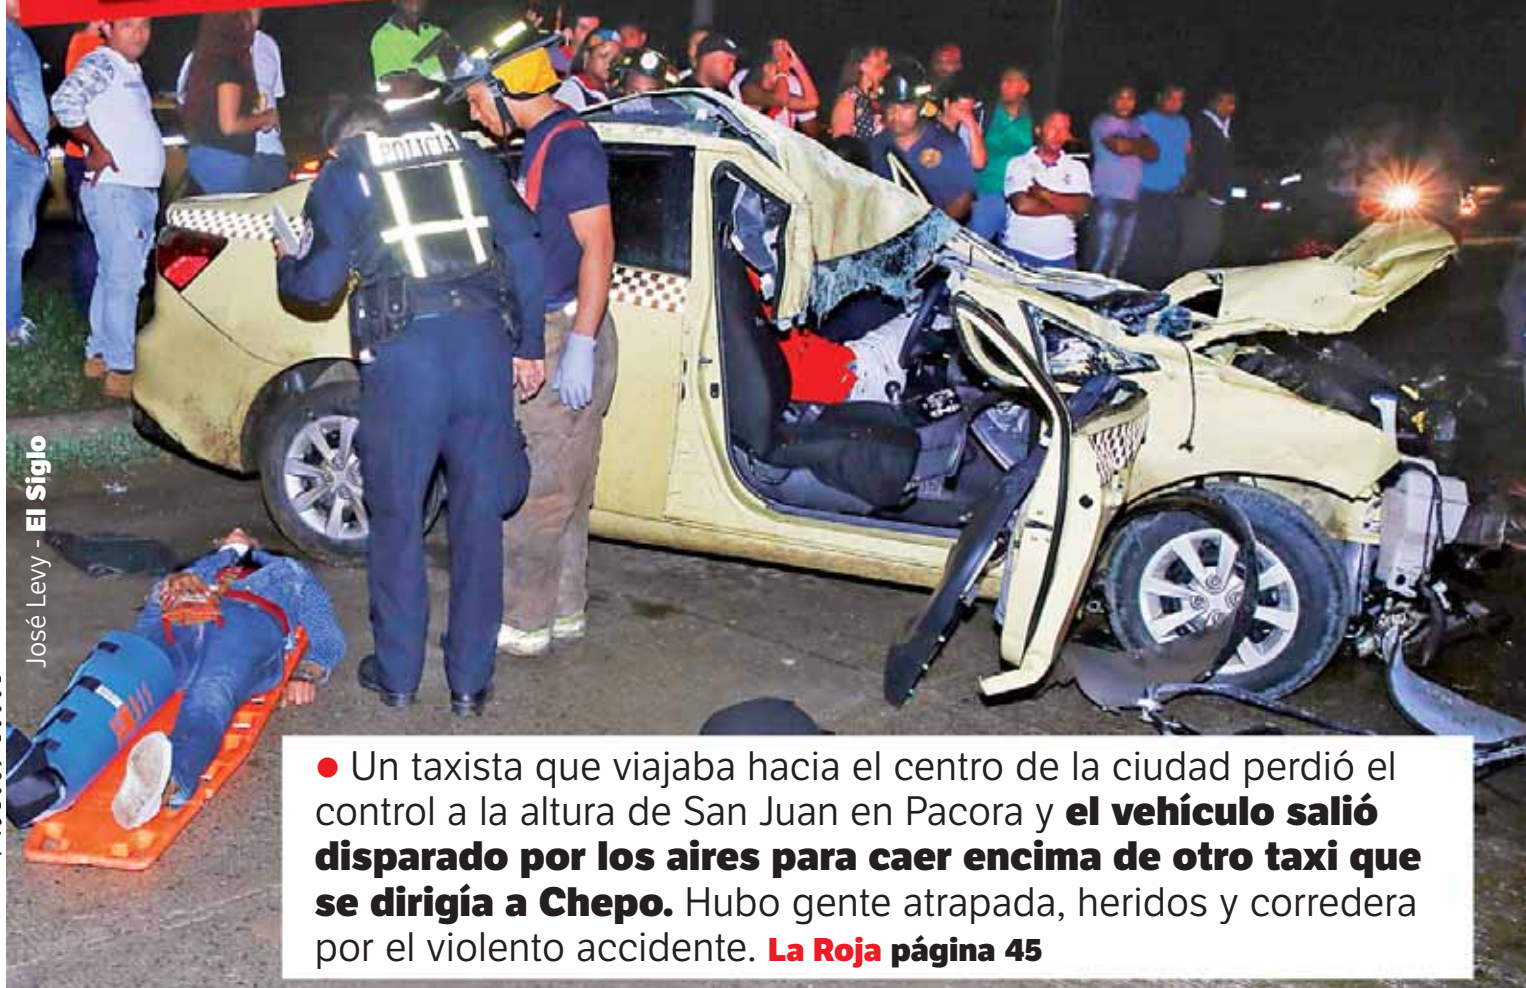 POLICÍA
José Levy - El Siglo
● Un taxista que viajaba hacia el centro de la ciudad perdió el
control a la altura de San Juan en Pacora y el vehículo salió
disparado por los aires para caer encima de otro taxi que
se dirigía a Chepo. Hubo gente atrapada, heridos y corredera
por el violento accidente. La Roja página 45